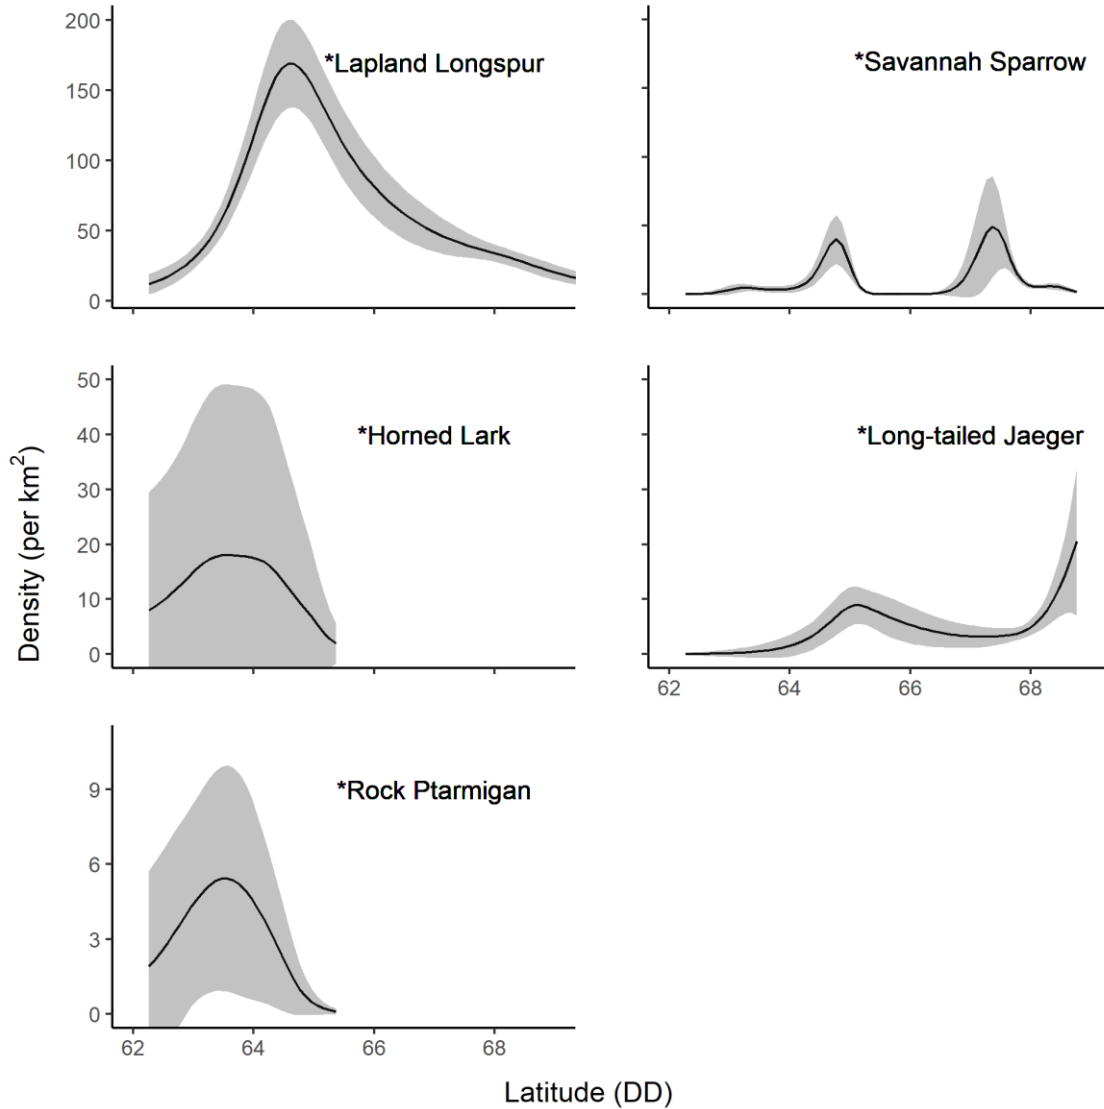 200
150
100
50
0
*Lapland Longspur
*Savannah Sparrow
50
40
30
20
10
0
*Horned Lark
*Long-tailed Jaeger
62 64 66 68
9
6
3
0
*Rock Ptarmigan
62 64 66 68
Density (per km²)
Latitude (DD)